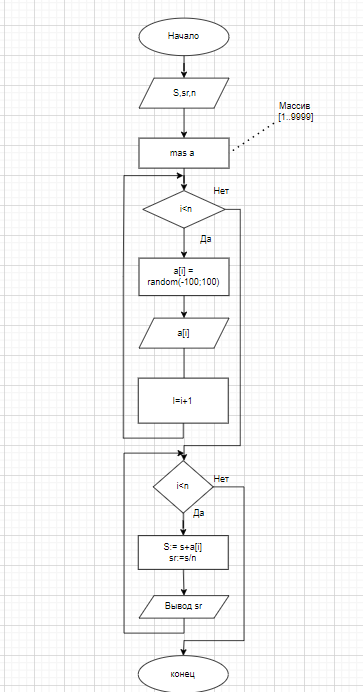 Начало
S,sr,n
Массив
[1..9999]
mas a
Нет
i<n
Да
a[i] =
random(-100;100)
a[i]
I=i+1
Нет
i<n
Да
S:= s+a[i]
sr:=s/n
Вывод sr
конец